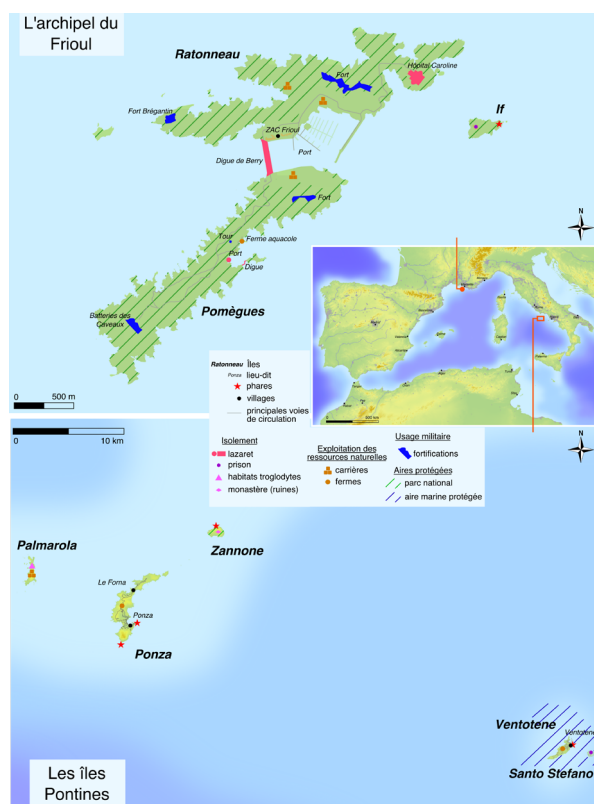 L'archipel du
Frioul
Ratonneau
Hôpital Caroline
Fort
Fort Brégantin
If
ZAC Frioul
Port
Digue de Berry
Fort
Tour
Ferme aquacole
Port
Digue
Pomègues
Batteries des
Caveaux
N
0 500 m
Ratonneau Îles
Ponza lieu-dit
phares
villages
principales voies
de circulation
Isolement
lazaret
prison
habitats troglodytes
monastère (ruines)
Exploitation des
ressources naturelles
carrières
fermes
Usage militaire
fortifications
Aires protégées
parc national
aire marine protégée
0 10 km
N
Zannone
Palmarola
Le Forna
Ponza
Ponza
Ventotene
Ventotene
Santo Stefano
Les îles
Pontines